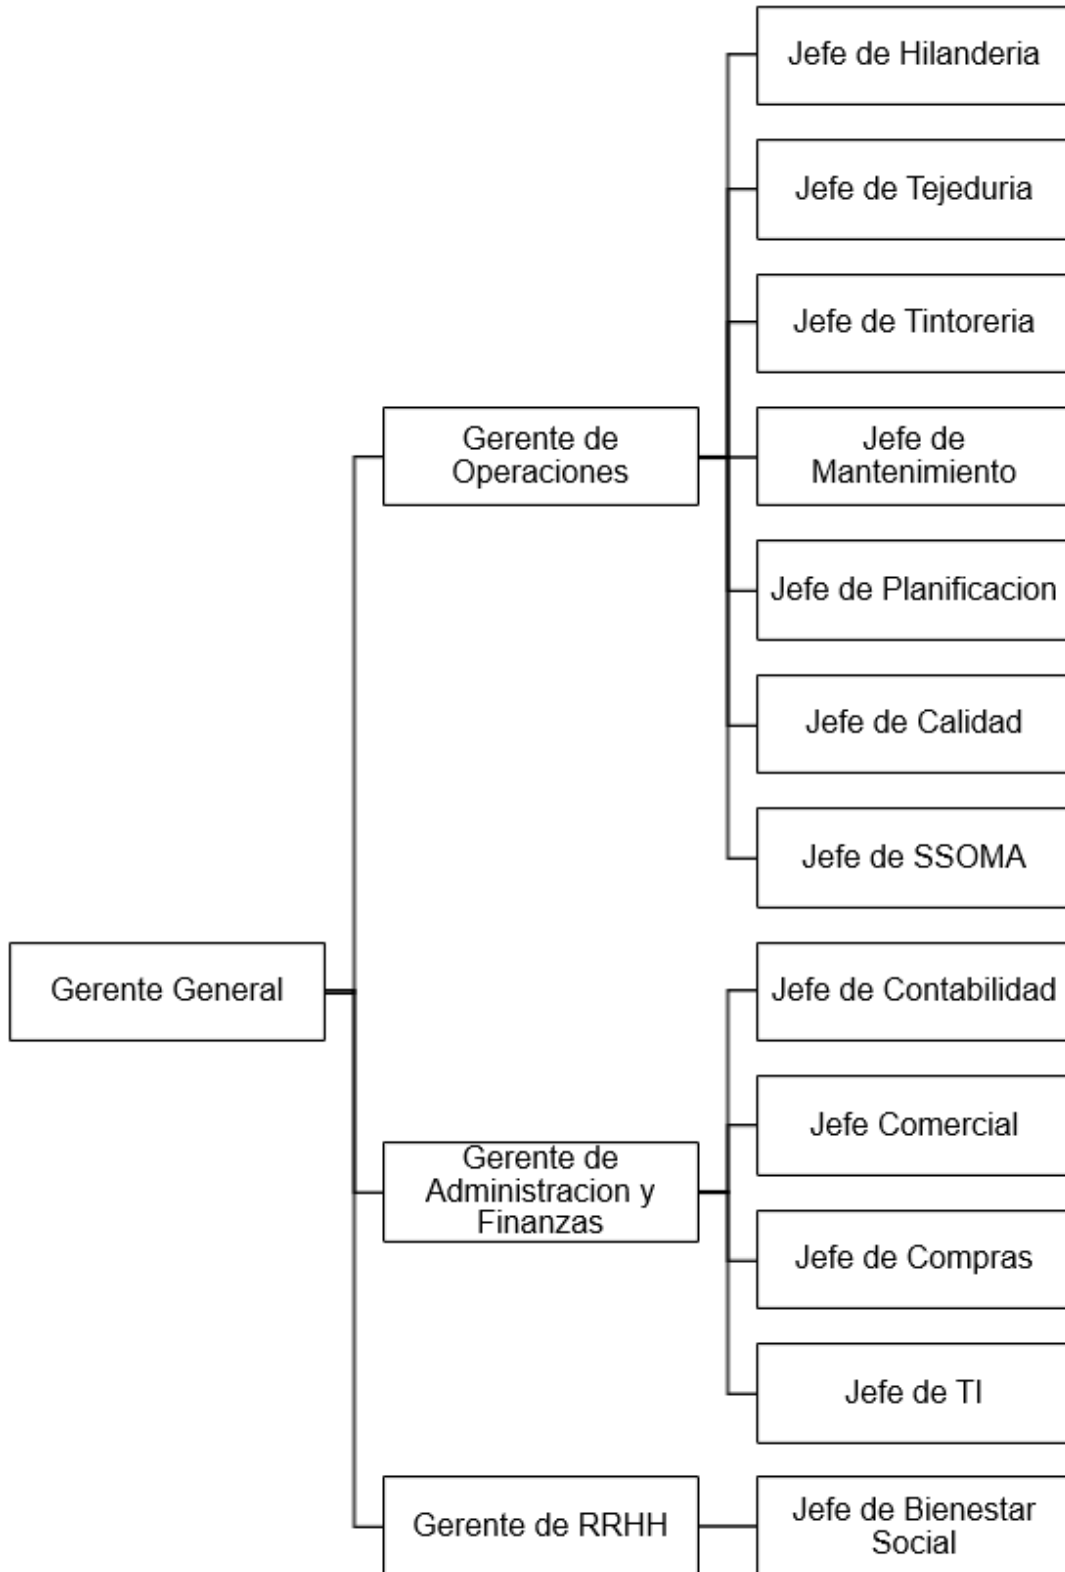 Jefe de Hilanderia
Jefe de Tejeduria
Jefe de Tintoreria
Gerente de
Operaciones
Jefe de
Mantenimiento
Jefe de Planificacion
Jefe de Calidad
Jefe de SSOMA
Gerente General
Jefe de Contabilidad
Jefe Comercial
Gerente de
Administracion y
Finanzas
Jefe de Compras
Jefe de TI
Gerente de RRHH
Jefe de Bienestar
Social